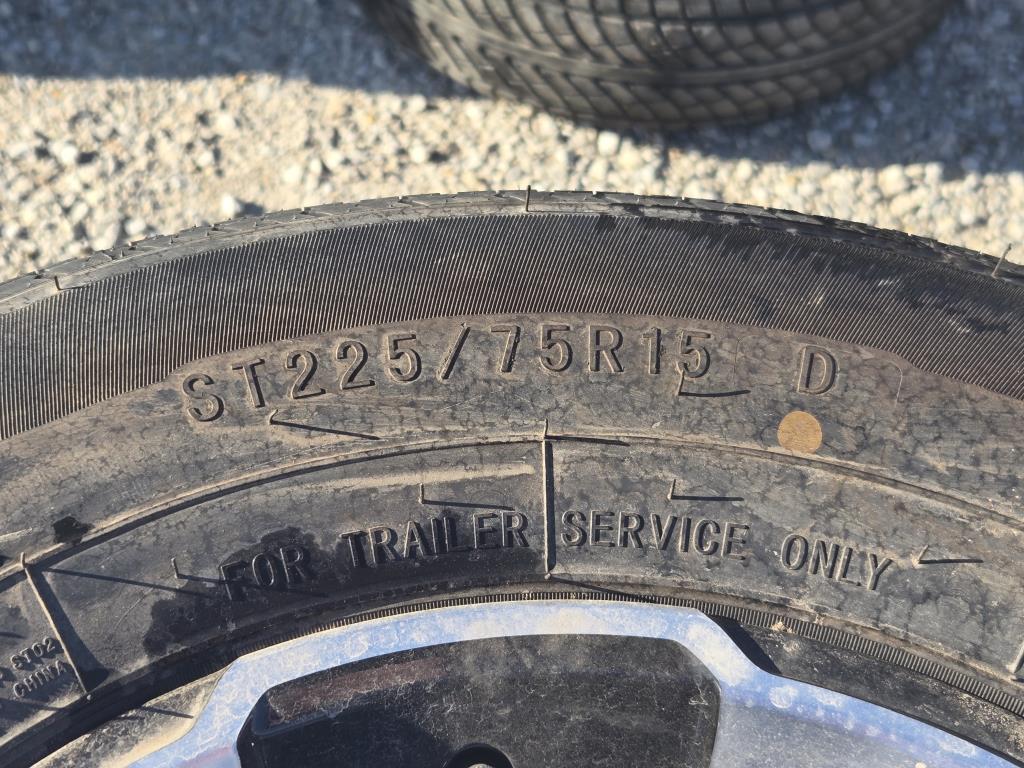 ST225/75R15 D
FOR TRAILER SERVICE ONLY
ST02
CHINA